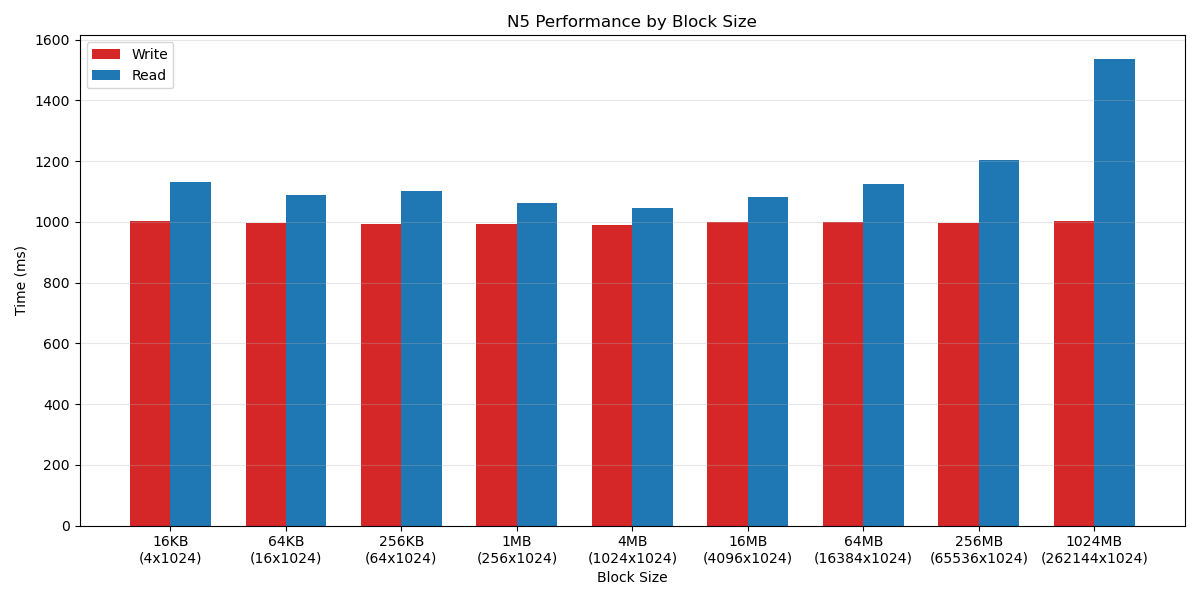 N5 Performance by Block Size
Write
Read
Time (ms)
1600
1400
1200
1000
800
600
400
200
0
16KB
(4x1024)
64KB
(16x1024)
256KB
(64x1024)
1MB
(256x1024)
4MB
(1024x1024)
16MB
(4096x1024)
64MB
(16384x1024)
256MB
(65536x1024)
1024MB
(262144x1024)
Block Size